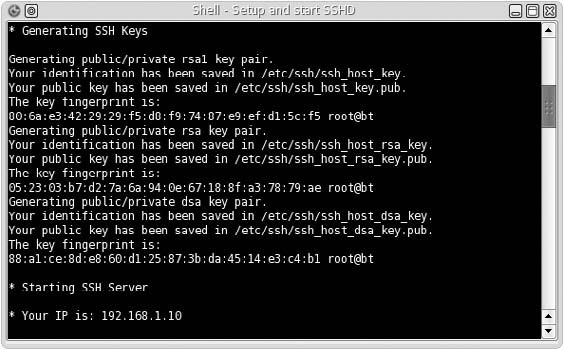 Shell - Setup and start SSHD
* Generating SSH Keys
Generating public/private rsa1 key pair.
Your identification has been saved in /etc/ssh/ssh_host_key.
Your public key has been saved in /etc/ssh/ssh_host_key.pub.
The key fingerprint is:
00:6a:e3:42:29:29:f5:d0:f9:74:07:e9:ef:d1:5c:f5 root@bt
Generating public/private rsa key pair.
Your identification has been saved in /etc/ssh/ssh_host_rsa_key.
Your public key has been saved in /etc/ssh/ssh_host_rsa_key.pub.
The key fingerprint is:
05:23:03:b7:d2:7a:6a:94:0e:67:18:8f:a3:78:79:ae root@bt
Generating public/private dsa key pair.
Your identification has been saved in /etc/ssh/ssh_host_dsa_key.
Your public key has been saved in /etc/ssh/ssh_host_dsa_key.pub.
The key fingerprint is:
88:a1:ce:8d:e8:60:d1:25:87:3b:da:45:14:e3:c4:b1 root@bt
* Starting SSH Server
* Your IP is: 192.168.1.10